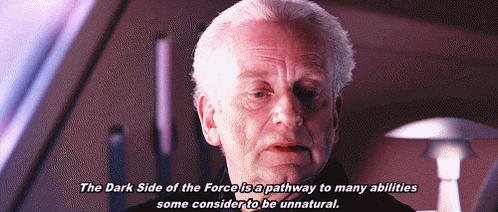 The Dark Side of the Force is a pathway to many abilities
some consider to be unnatural.